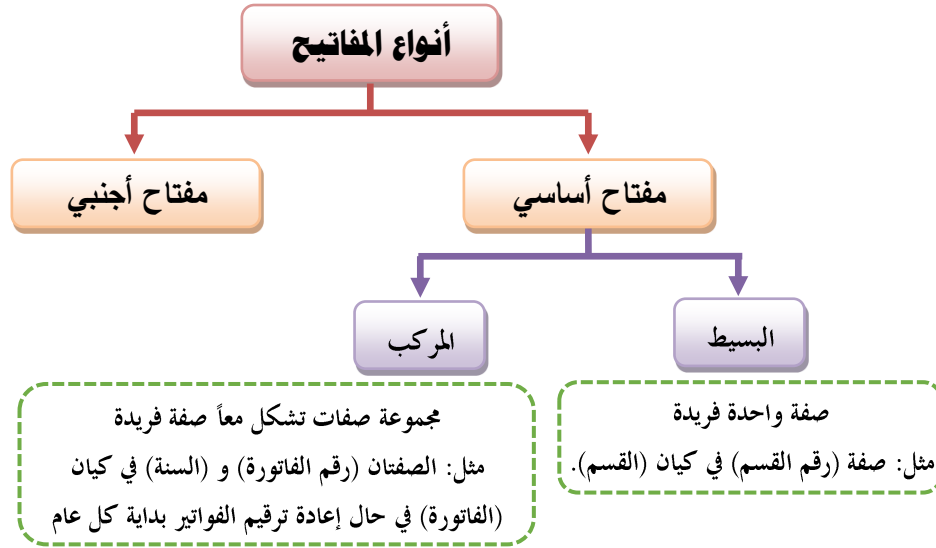 أنواع المفاتيح
مفتاح أساسي
مفتاح أجنبي
البسيط
المركب
صفة واحدة فريدة
مثل: صفة (رقم القسم) في كيان (القسم).
مجموعة صفات تشكل معاً صفة فريدة
مثل: الصفتان (رقم الفاتورة) و (السنة) في كيان
(الفاتورة) في حال إعادة ترقيم الفواتير بداية كل عام